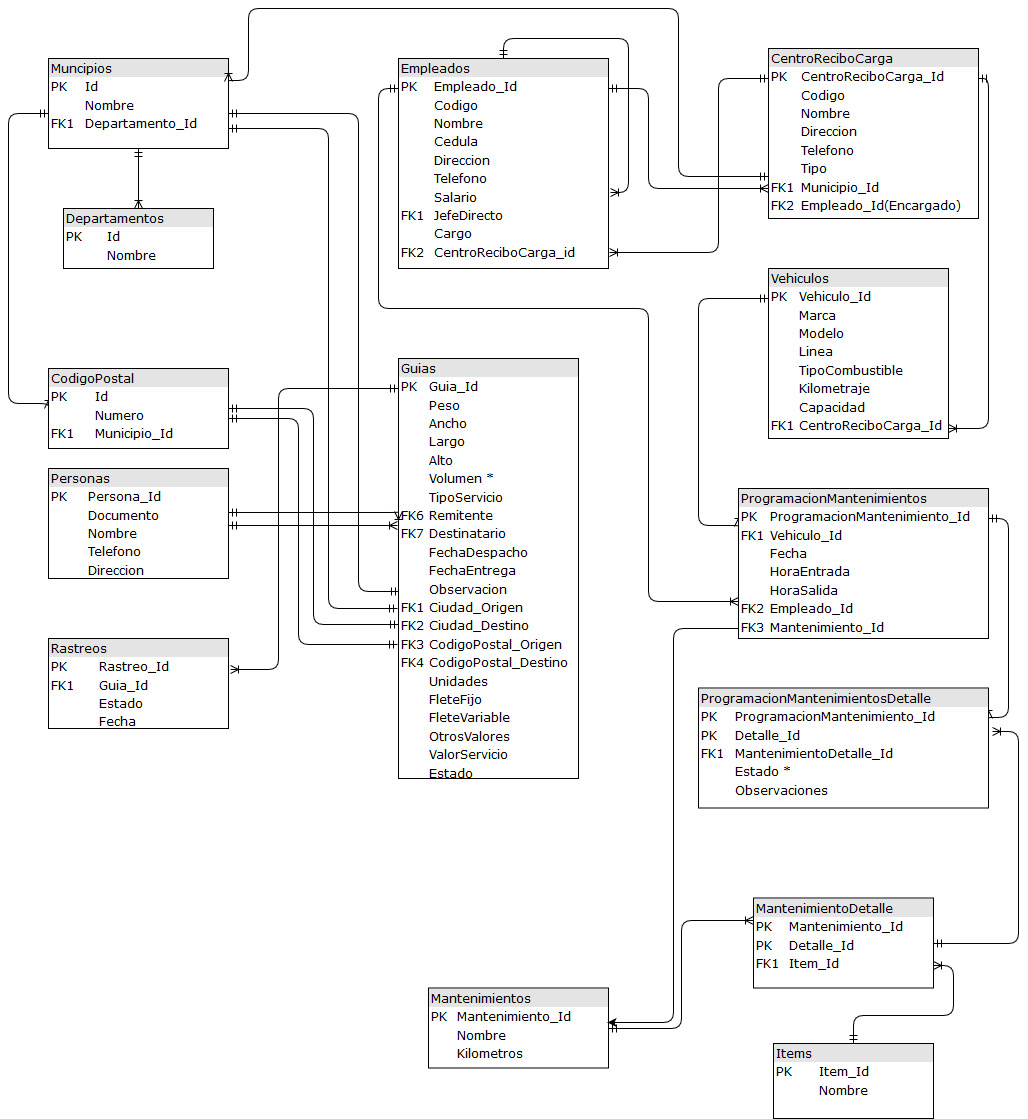 Muncipios
PK Id
Nombre
FK1 Departamento_Id
Departamentos
PK Id
Nombre
CodigoPostal
PK Id
Numero
FK1 Municipio_Id
Personas
PK Persona_Id
Documento
Nombre
Telefono
Direccion
Rastreos
PK Rastreo_Id
FK1 Guia_Id
Estado
Fecha
Empleados
PK Empleado_Id
Codigo
Nombre
Cedula
Direccion
Telefono
Salario
FK1 JefeDirecto
Cargo
FK2 CentroReciboCarga_id
Guias
PK Guia_Id
Peso
Ancho
Largo
Alto
Volumen *
TipoServicio
FK6 Remitente
FK7 Destinatario
FechaDespacho
FechaEntrega
Observacion
FK1 Ciudad_Origen
FK2 Ciudad_Destino
FK3 CodigoPostal_Origen
FK4 CodigoPostal_Destino
Unidades
FleteFijo
FleteVariable
OtrosValores
ValorServicio
Estado
CentroReciboCarga
PK CentroReciboCarga_Id
Codigo
Nombre
Direccion
Telefono
Tipo
FK1 Municipio_Id
FK2 Empleado_Id(Encargado)
Vehiculos
PK Vehiculo_Id
Marca
Modelo
Linea
TipoCombustible
Kilometraje
Capacidad
FK1 CentroReciboCarga_Id
ProgramacionMantenimientos
PK ProgramacionMantenimiento_Id
FK1 Vehiculo_Id
Fecha
HoraEntrada
HoraSalida
FK2 Empleado_Id
FK3 Mantenimiento_Id
ProgramacionMantenimientosDetalle
PK ProgramacionMantenimiento_Id
PK Detalle_Id
FK1 MantenimientoDetalle_Id
Estado *
Observaciones
MantenimientoDetalle
PK Mantenimiento_Id
PK Detalle_Id
FK1 Item_Id
Mantenimientos
PK Mantenimiento_Id
Nombre
Kilometros
Items
PK Item_Id
Nombre